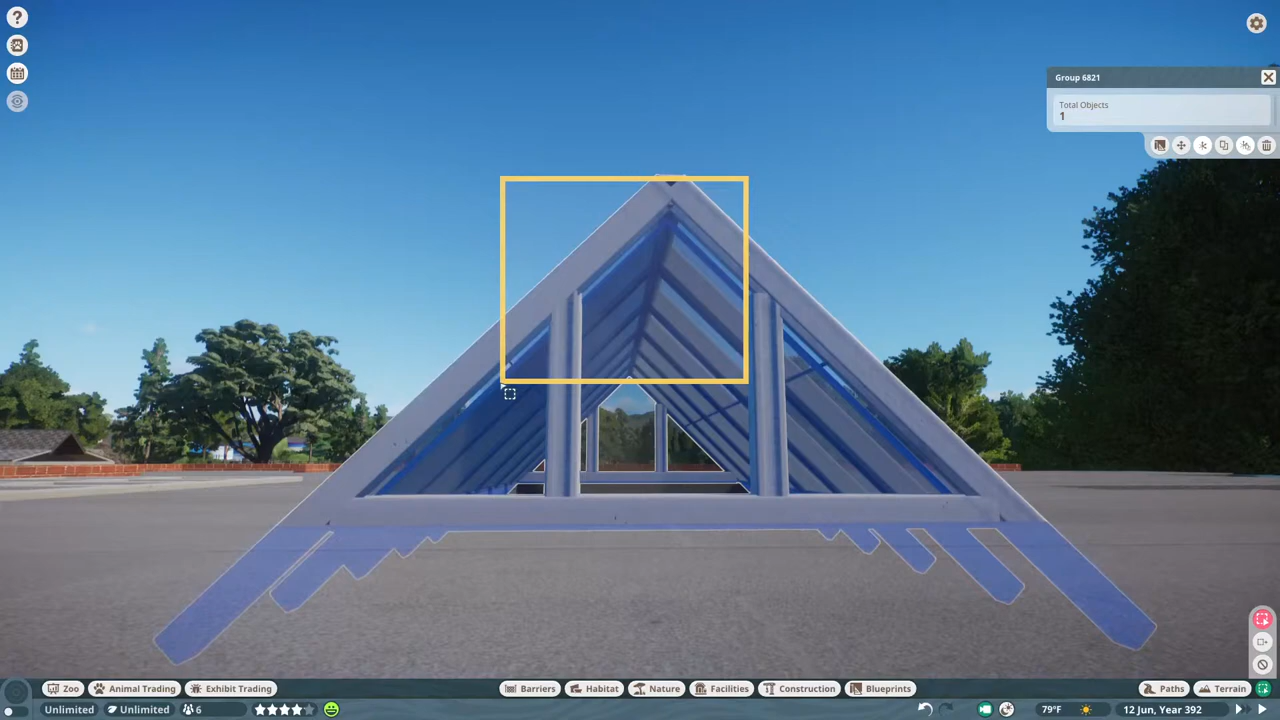 ?
Group 6821
Total Objects
1
Zoo
Animal Trading
Exhibit Trading
Barriers
Habitat
Nature
Facilities
Construction
Blueprints
Paths
Terrain
Unlimited
Unlimited
6
79°F
12 Jun, Year 392